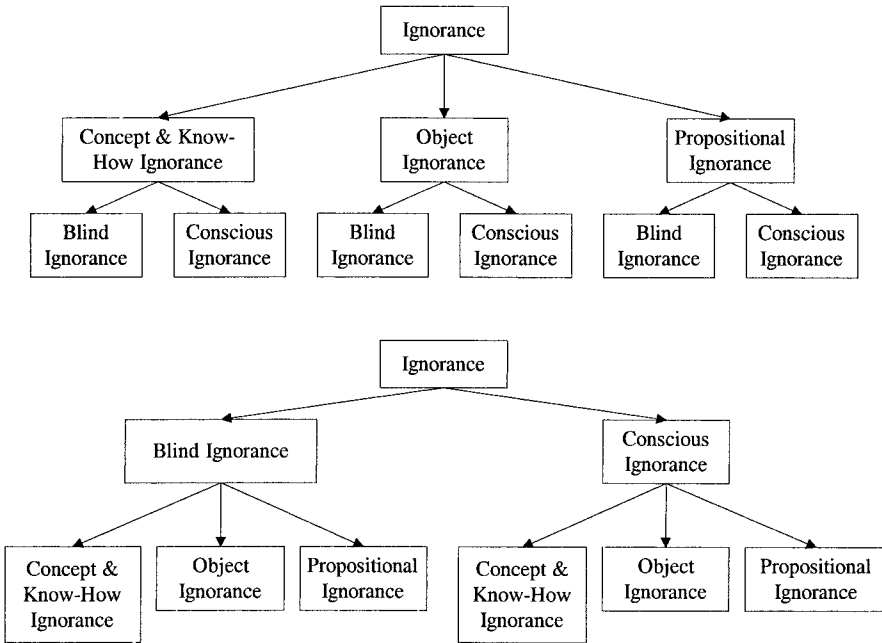 Ignorance
Concept & Know-
How Ignorance
Object
Ignorance
Propositional
Ignorance
Blind
Ignorance
Conscious
Ignorance
Blind
Ignorance
Conscious
Ignorance
Blind
Ignorance
Conscious
Ignorance
Ignorance
Blind Ignorance
Conscious
Ignorance
Concept &
Know-How
Ignorance
Object
Ignorance
Propositional
Ignorance
Concept &
Know-How
Ignorance
Object
Ignorance
Propositional
Ignorance